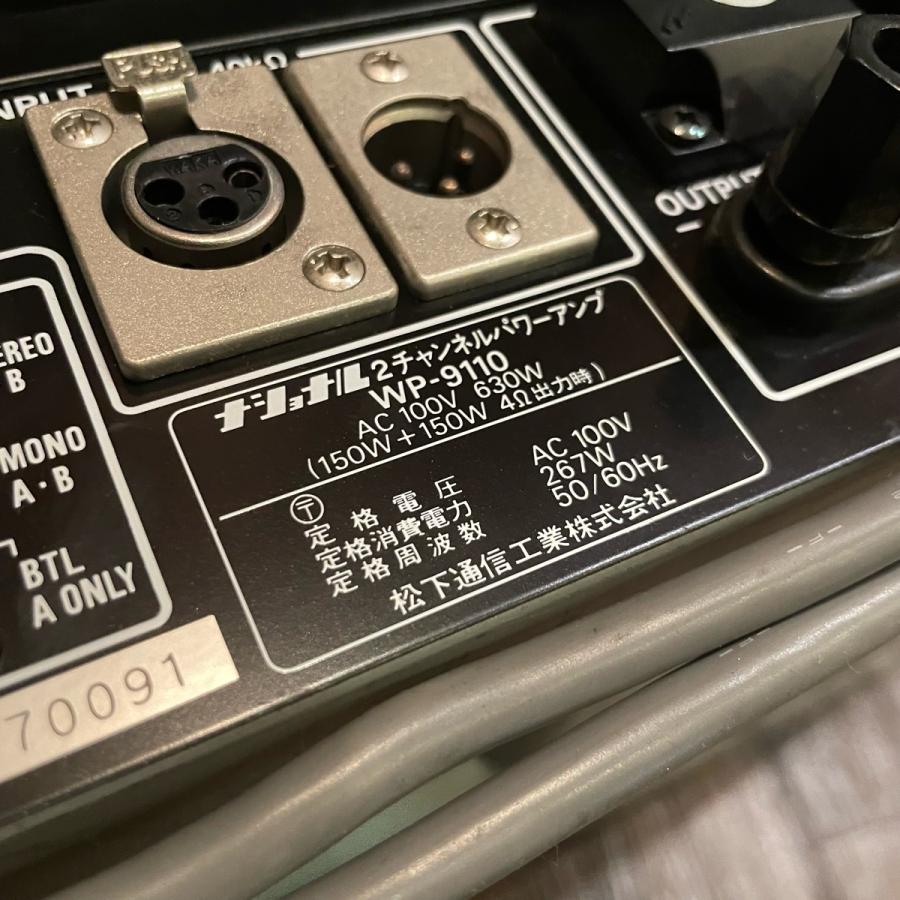 INPUT
PUSH
40kΩ
WAKA
OUTPUT
B
MONO
A・B
BTL
A ONLY
70091
ナショナル 2チャンネルパワーアンプ
WP-9110
AC 100V 630W
(150W+150W 4Ω出力時)
〒
定格電圧 AC 100V
定格消費電力 267W
定格周波数 50/60Hz
松下通信工業株式会社